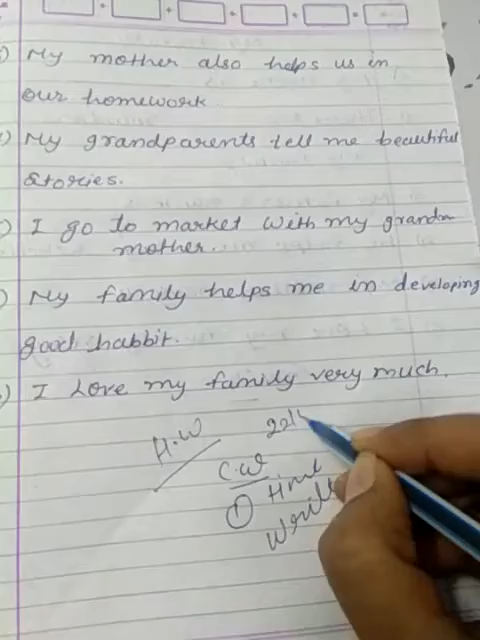 My mother also helps us in
our homework
My grandparents tell me beautiful
stories.
I go to market with my grand
mother.
My family helps me in developing
good habbit.
I Love my family very much.
H.W
C.W
①